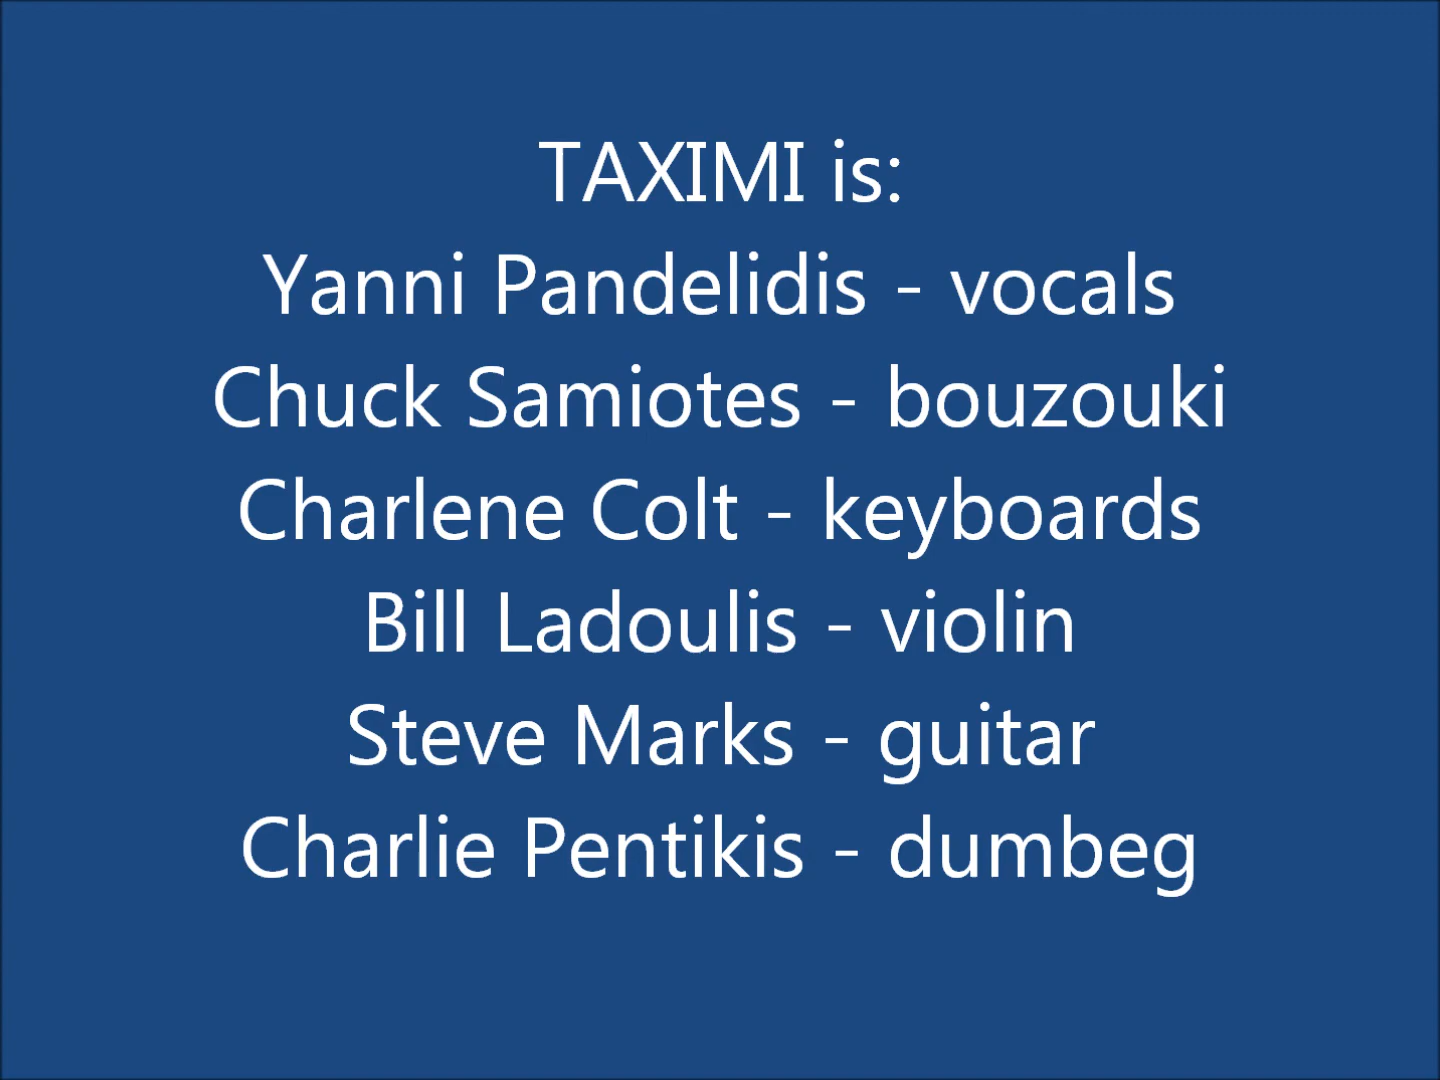 TAXIMI is:
Yanni Pandelidis - vocals
Chuck Samiotes - bouzouki
Charlene Colt - keyboards
Bill Ladoulis - violin
Steve Marks - guitar
Charlie Pentikis - dumbeg